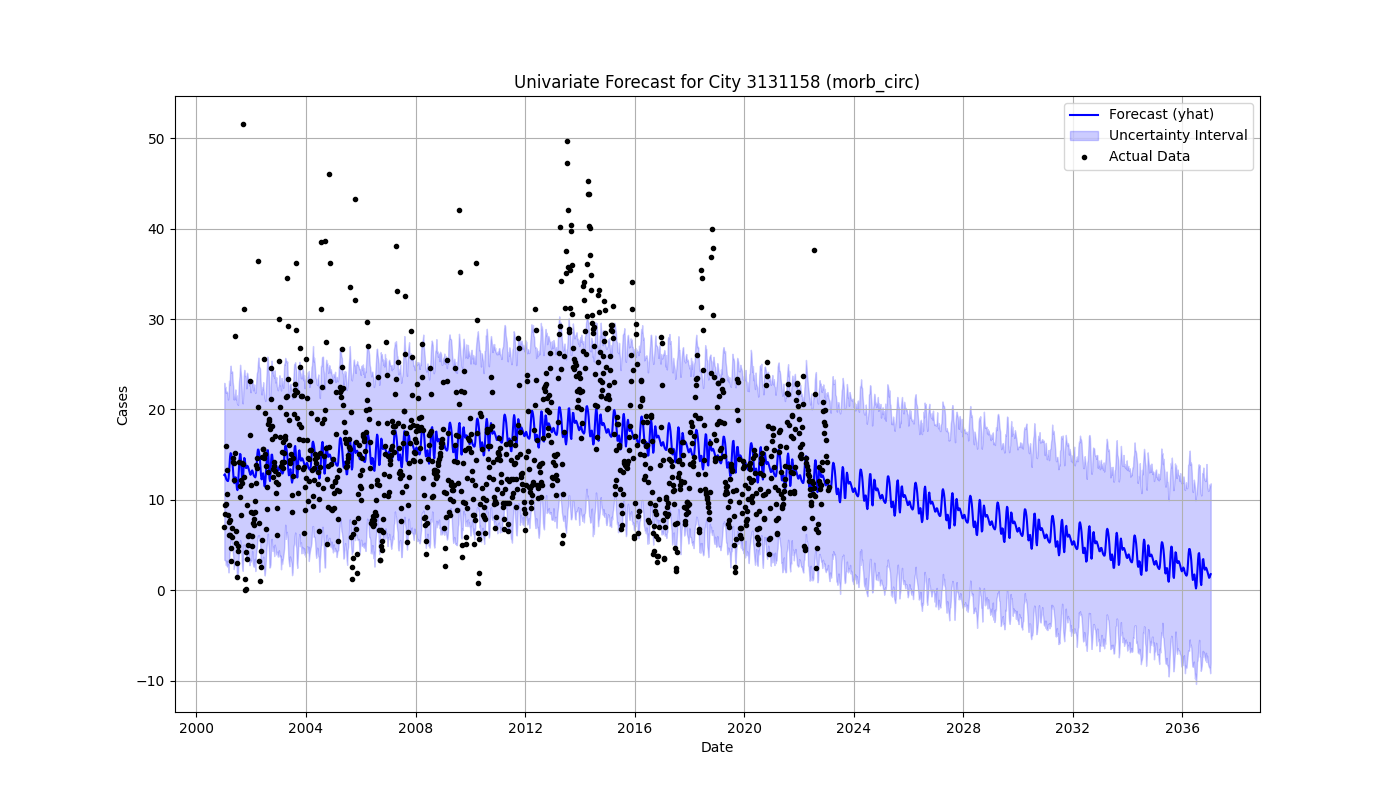 Univariate Forecast for City 3131158 (morb_circ)
Forecast (yhat)
Uncertainty Interval
Actual Data
Cases
50
40
30
20
10
0
−10
2000
2004
2008
2012
2016
2020
2024
2028
2032
2036
Date